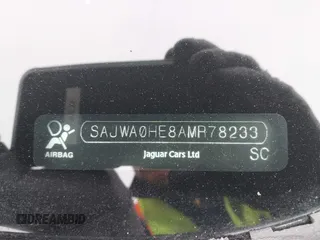 SAJWA0HE8AMR78233
AIRBAG
Jaguar Cars Ltd
SC
DREAMBID